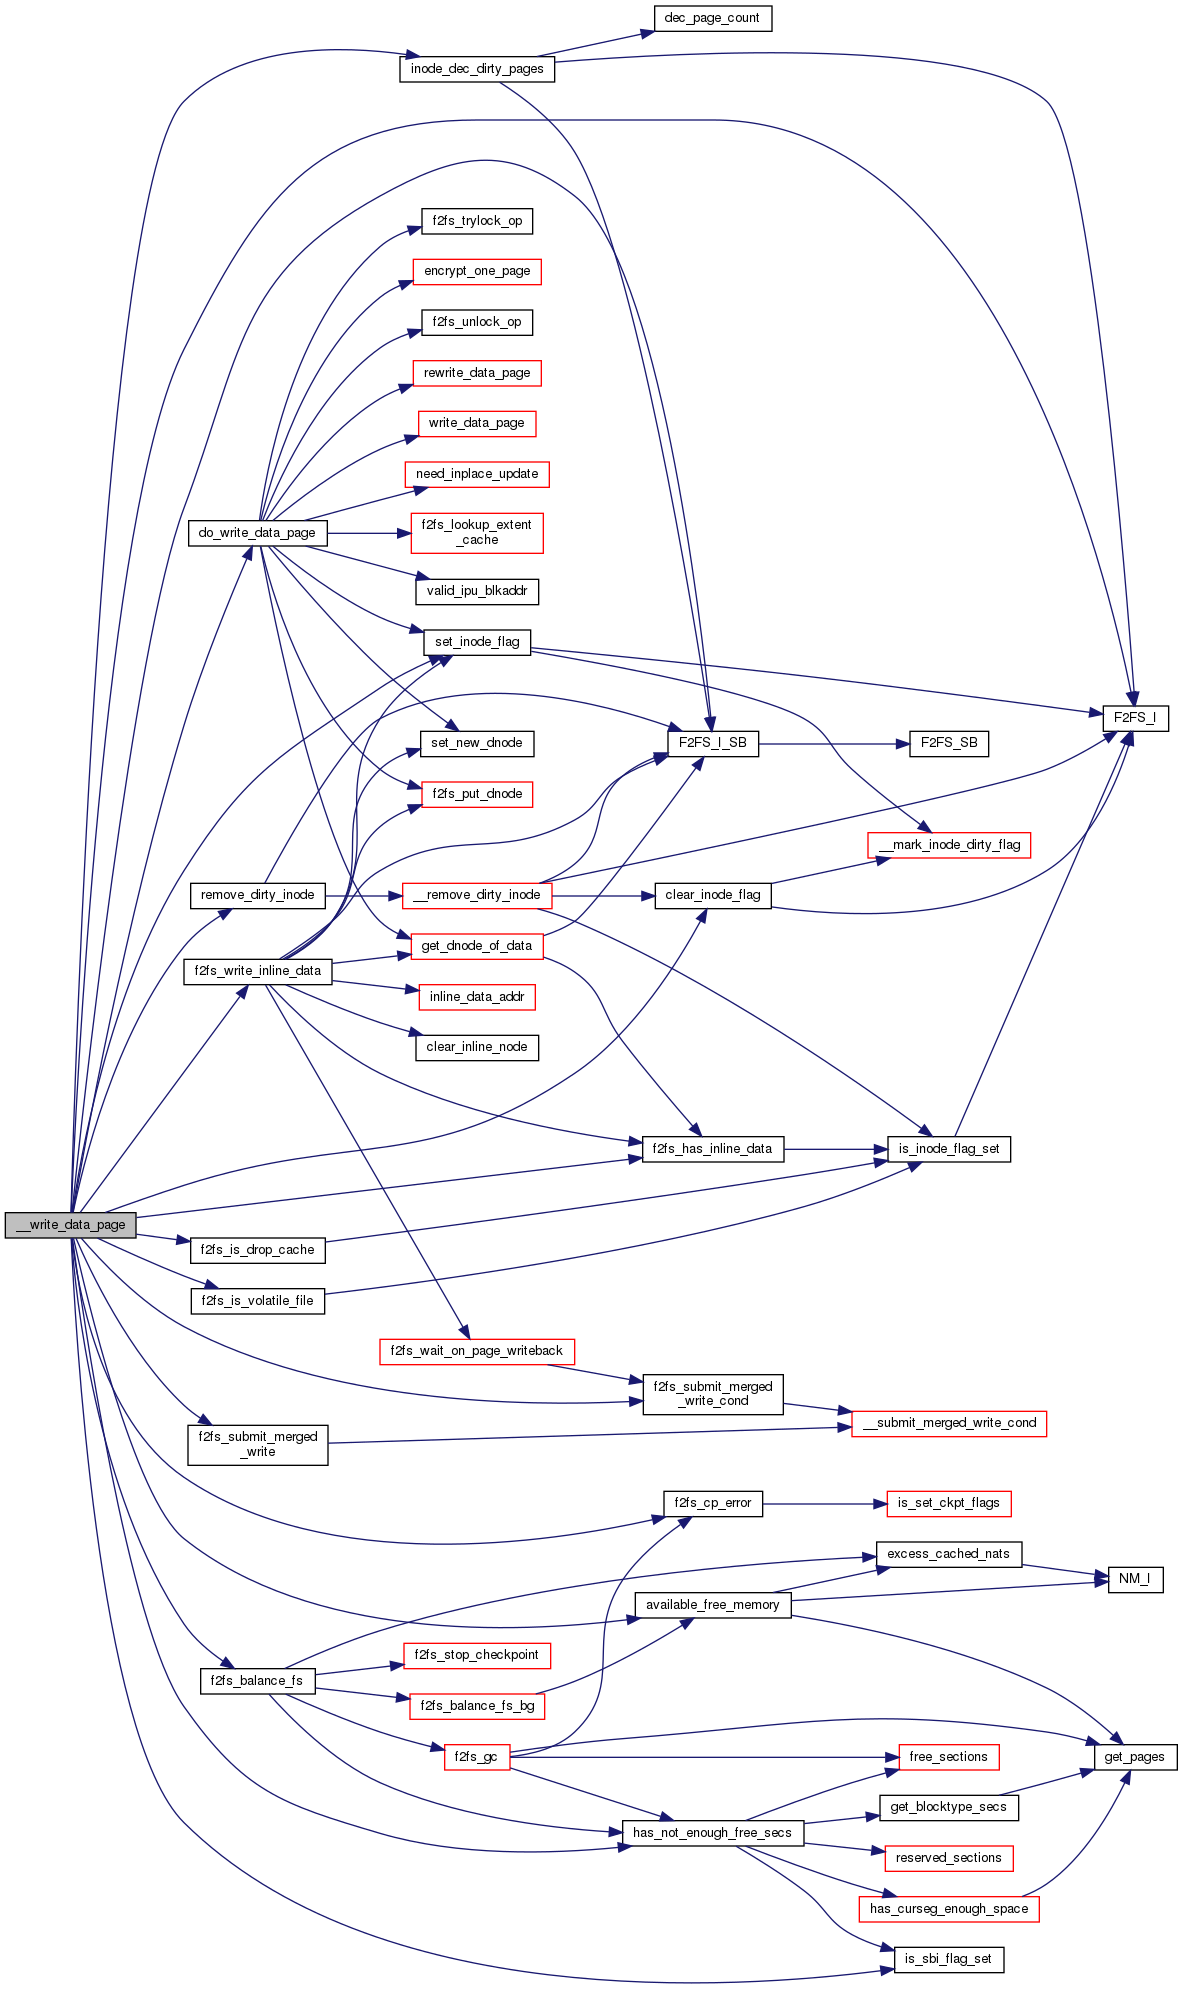 dec_page_count
inode_dec_dirty_pages
f2fs_trylock_op
encrypt_one_page
f2fs_unlock_op
rewrite_data_page
write_data_page
need_inplace_update
do_write_data_page
f2fs_lookup_extent
_cache
valid_ipu_blkaddr
set_inode_flag
F2FS_I
set_new_dnode
F2FS_I_SB
F2FS_SB
f2fs_put_dnode
__mark_inode_dirty_flag
remove_dirty_inode
__remove_dirty_inode
clear_inode_flag
get_dnode_of_data
f2fs_write_inline_data
inline_data_addr
clear_inline_node
f2fs_has_inline_data
is_inode_flag_set
__write_data_page
f2fs_is_drop_cache
f2fs_is_volatile_file
f2fs_wait_on_page_writeback
f2fs_submit_merged
_write_cond
__submit_merged_write_cond
f2fs_submit_merged
_write
f2fs_cp_error
is_set_ckpt_flags
excess_cached_nats
NM_I
available_free_memory
f2fs_stop_checkpoint
f2fs_balance_fs
f2fs_balance_fs_bg
f2fs_gc
free_sections
get_pages
get_blocktype_secs
has_not_enough_free_secs
reserved_sections
has_curseg_enough_space
is_sbi_flag_set